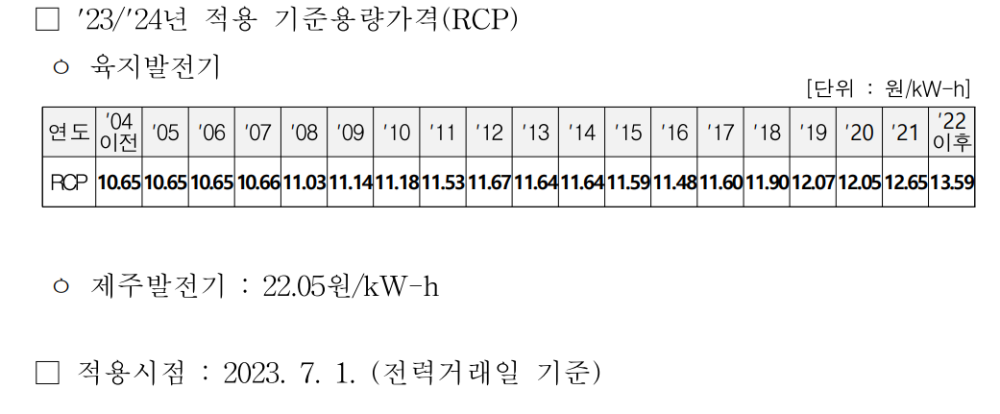 □ ′23/′24년 적용 기준용량가격(RCP)
ㅇ 육지발전기
[단위 : 원/kW-h]
연도 ′04 이전 ′05 ′06 ′07 ′08 ′09 ′10 ′11 ′12 ′13 ′14 ′15 ′16 ′17 ′18 ′19 ′20 ′21 ′22 이후
RCP 10.65 10.65 10.65 10.66 11.03 11.14 11.18 11.53 11.67 11.64 11.64 11.59 11.48 11.60 11.90 12.07 12.05 12.65 13.59
ㅇ 제주발전기 : 22.05원/kW-h
□ 적용시점 : 2023. 7. 1. (전력거래일 기준)